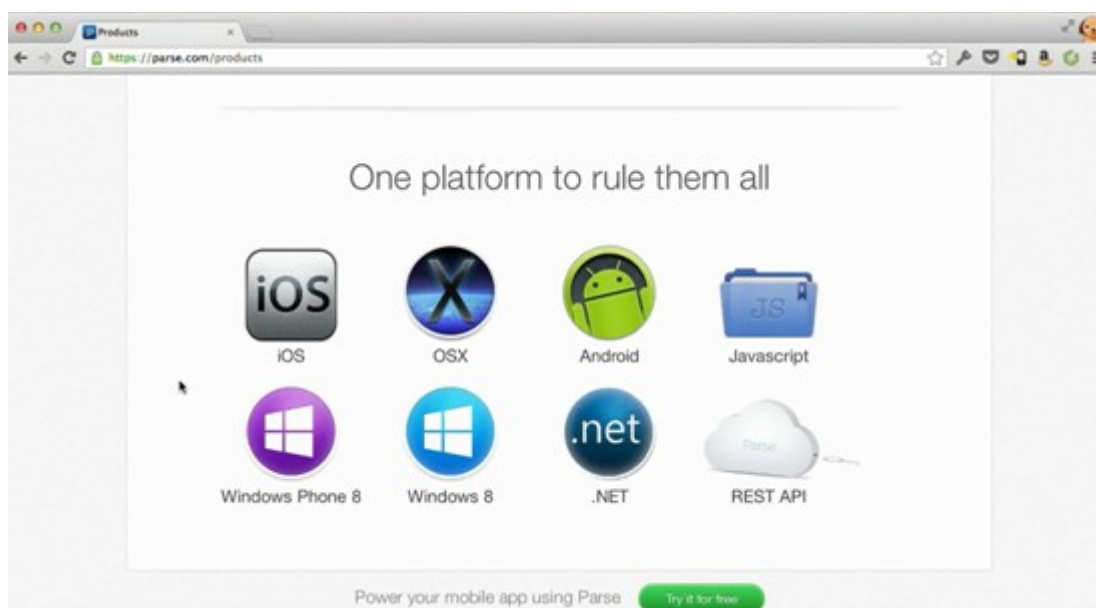 Products
https://parse.com/products
One platform to rule them all
iOS
X
JS
iOS
OSX
Android
Javascript
.net
Parse
Windows Phone 8
Windows 8
.NET
REST API
Power your mobile app using Parse
Try it for free